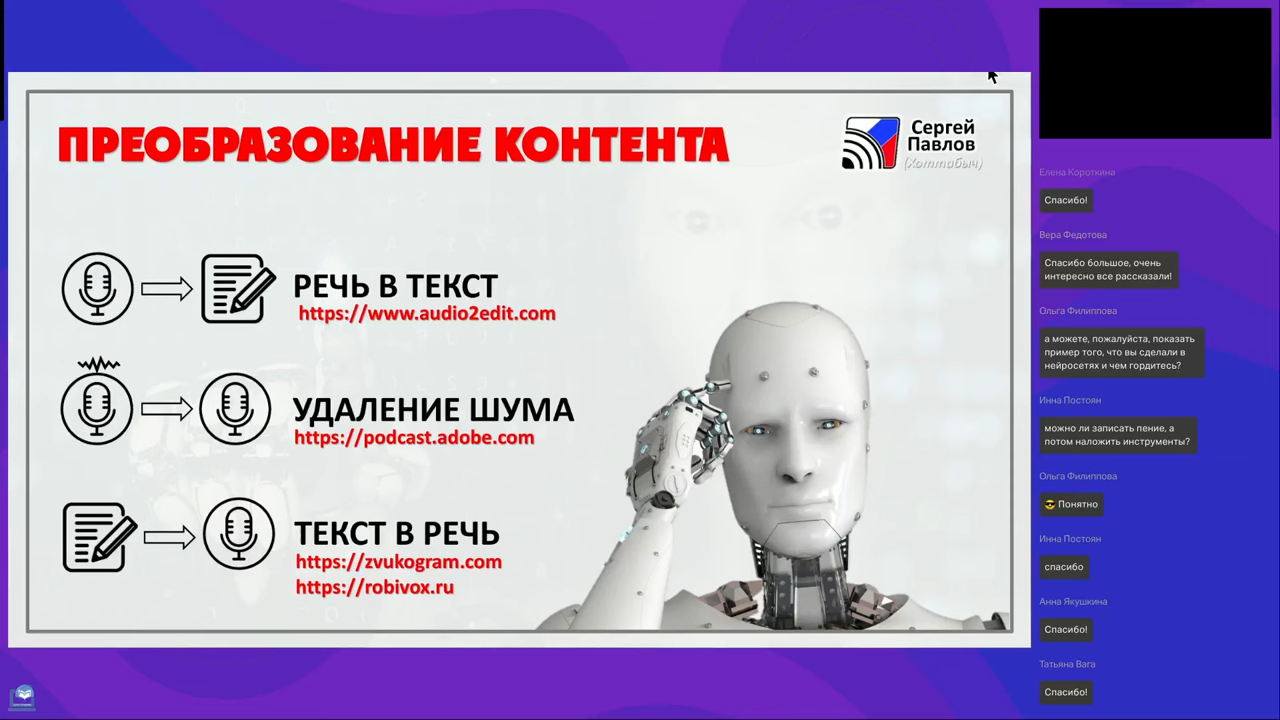 ПРЕОБРАЗОВАНИЕ КОНТЕНТА
Сергей
Павлов
(Хоттабыч)
РЕЧЬ В ТЕКСТ
https://www.audio2edit.com
УДАЛЕНИЕ ШУМА
https://podcast.adobe.com
ТЕКСТ В РЕЧЬ
https://zvukogram.com
https://robivox.ru
Елена Короткина
Спасибо!
Вера Федотова
Спасибо большое, очень
интересно все рассказали!
Ольга Филиппова
а можете, пожалуйста, показать
пример того, что вы сделали в
нейросетях и чем гордитесь?
Инна Постоян
можно ли записать пение, а
потом наложить инструменты?
Ольга Филиппова
😎 Понятно
Инна Постоян
спасибо
Анна Якушкина
Спасибо!
Татьяна Вага
Спасибо!